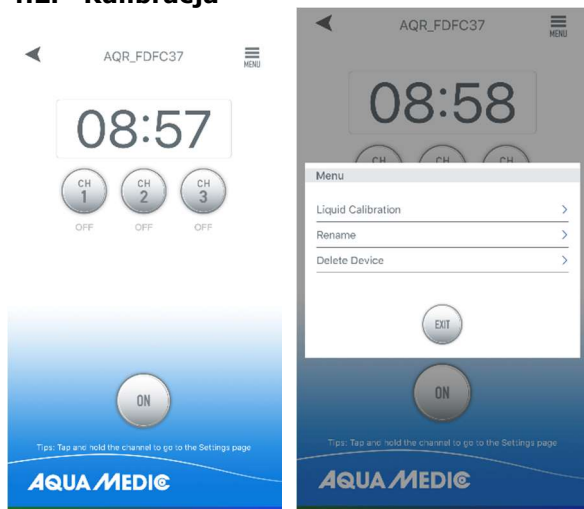 AQR_FDFC37
MENU
08:57
CH 1
CH 2
CH 3
OFF OFF OFF
ON
Tips: Tap and hold the channel to go to the Settings page
AQUA MEDIC
AQR_FDFC37
MENU
08:58
CH CH CH
Menu
Liquid Calibration
Rename
Delete Device
EXIT
ON
Tips: Tap and hold the channel to go to the Settings page
AQUA MEDIC